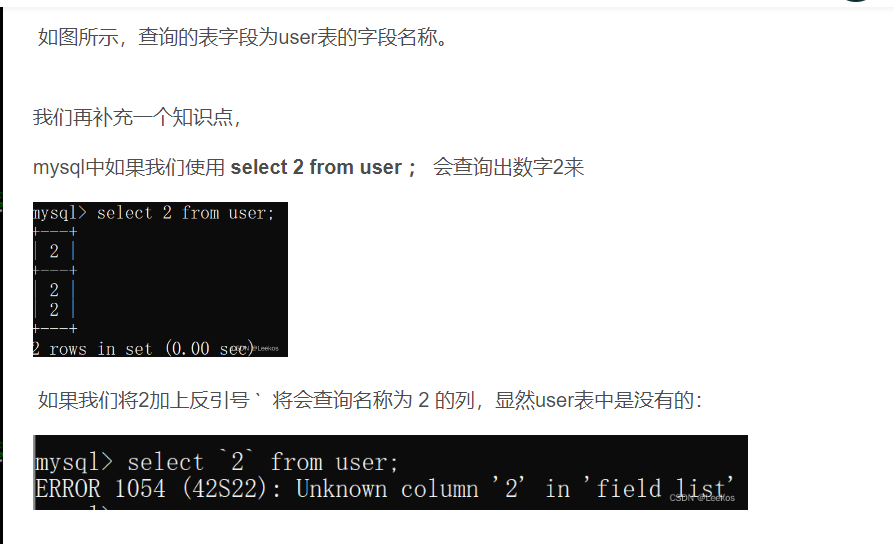 如图所示，查询的表字段为user表的字段名称。
我们再补充一个知识点，
mysql中如果我们使用 select 2 from user ； 会查询出数字2来
mysql> select 2 from user;
+---+
| 2 |
+---+
| 2 |
| 2 |
+---+
2 rows in set (0.00 sec)
CSDN @Leekos
如果我们将2加上反引号 ` 将会查询名称为 2 的列，显然user表中是没有的：
mysql> select `2` from user;
ERROR 1054 (42S22): Unknown column '2' in 'field list'
CSDN @Leekos